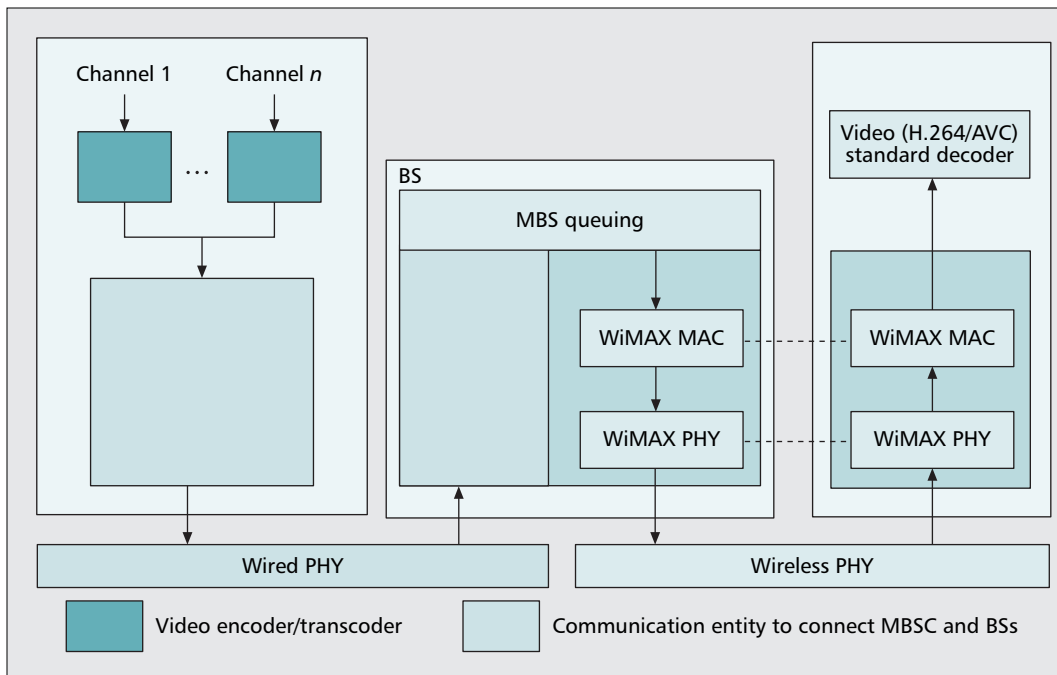 Channel 1
Channel n
...
BS
MBS queuing
WiMAX MAC
WiMAX PHY
Video (H.264/AVC)
standard decoder
WiMAX MAC
WiMAX PHY
Wired PHY
Wireless PHY
Video encoder/transcoder
Communication entity to connect MBSC and BSs